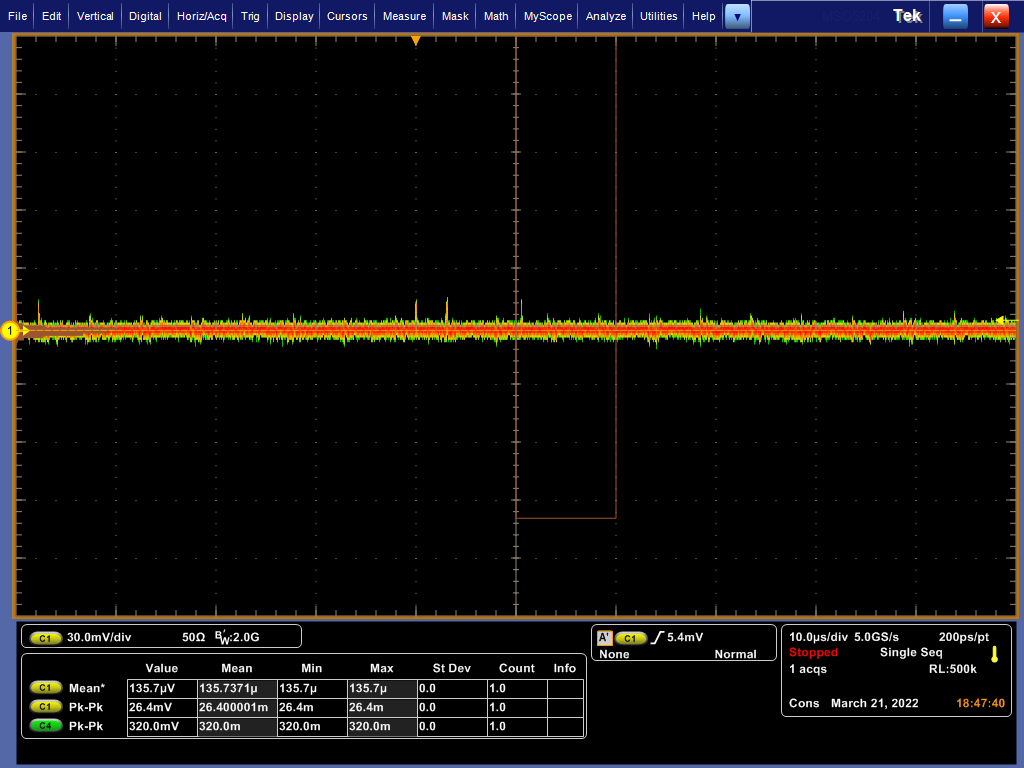 File Edit Vertical Digital Horiz/Acq Trig Display Cursors Measure Mask Math MyScope Analyze Utilities Help Tek X
1
C1 30.0mV/div 50Ω BW:2.0G
A' C1 5.4mV
None Normal
10.0µs/div 5.0GS/s 200ps/pt
Stopped Single Seq
1 acqs RL:500k
Cons March 21, 2022 18:47:40
Value Mean Min Max St Dev Count Info
C1 Mean* 135.7µV 135.7371µ 135.7µ 135.7µ 0.0 1.0
C1 Pk-Pk 26.4mV 26.400001m 26.4m 26.4m 0.0 1.0
C4 Pk-Pk 320.0mV 320.0m 320.0m 320.0m 0.0 1.0